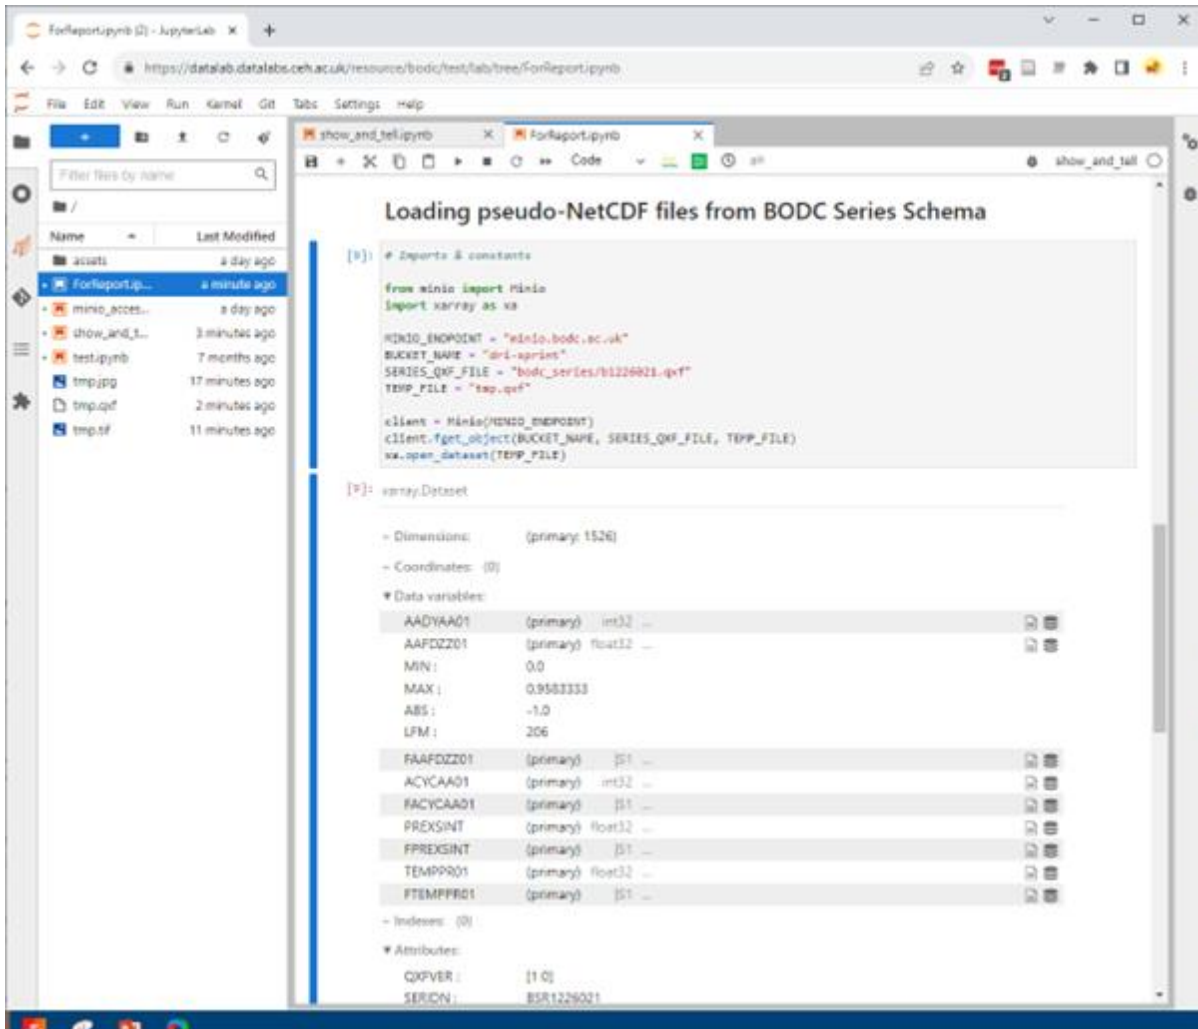 ForReport.ipynb (2) - JupyterLab
https://datalab.datalabs.ceh.ac.uk/resource/bodc/test/lab/tree/ForReport.ipynb
File Edit View Run Kernel Git Tabs Settings Help
show_and_tell.ipynb
ForReport.ipynb
Code
show_and_tell
Filter files by name
/
Name Last Modified
assets a day ago
ForReport.ip... a minute ago
minio_acces... a day ago
show_and_t... 3 minutes ago
test.ipynb 7 months ago
tmp.jpg 17 minutes ago
tmp.qxf 2 minutes ago
tmp.tif 11 minutes ago
Loading pseudo-NetCDF files from BODC Series Schema
# Imports & constants
from minio import Minio
import xarray as xa
MINIO_ENDPOINT = "minio.bodc.ac.uk"
BUCKET_NAME = "dri-sprint"
SERIES_QXF_FILE = "bodc_series/b1226021.qxf"
TEMP_FILE = "tmp.qxf"
client = Minio(MINIO_ENDPOINT)
client.fget_object(BUCKET_NAME, SERIES_QXF_FILE, TEMP_FILE)
xa.open_dataset(TEMP_FILE)
xarray.Dataset
Dimensions: (primary: 1526)
Coordinates: (0)
Data variables:
AADYAA01 (primary) int32 ...
AAFDZZ01 (primary) float32 ...
MIN : 0.0
MAX : 0.9583333
ABS : -1.0
LFM : 206
FAAFDZZ01 (primary) |S1 ...
ACYCAA01 (primary) int32 ...
FACYCAA01 (primary) |S1 ...
PREXSINT (primary) float32 ...
FPREXSINT (primary) |S1 ...
TEMPPR01 (primary) float32 ...
FTEMPPR01 (primary) |S1 ...
Indexes: (0)
Attributes:
QXFVER : [1 0]
SERION : BSR1226021